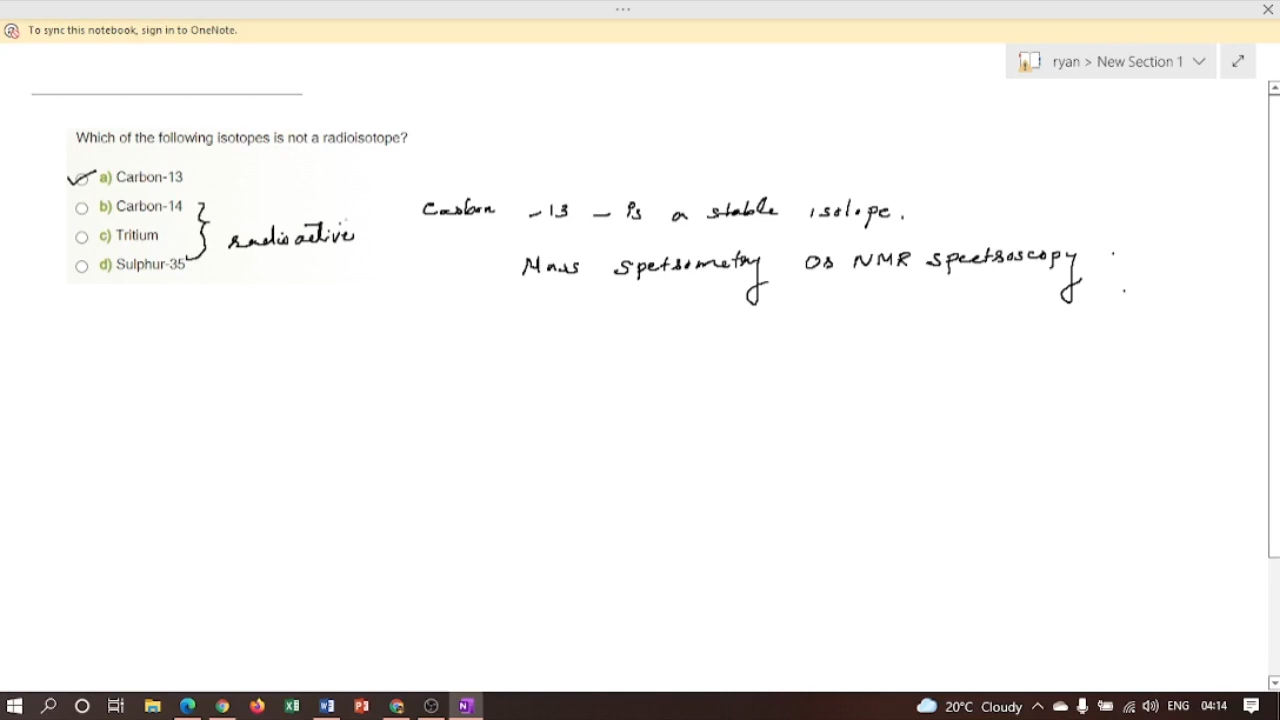 To sync this notebook, sign in to OneNote.
ryan > New Section 1
Which of the following isotopes is not a radioisotope?
a) Carbon-13
b) Carbon-14
c) Tritium
d) Sulphur-35
radioactive
Carbon - 13 - is a stable isotope.
Mass Spetrometry Or NMR Spectroscopy
20°C Cloudy
ENG
04:14